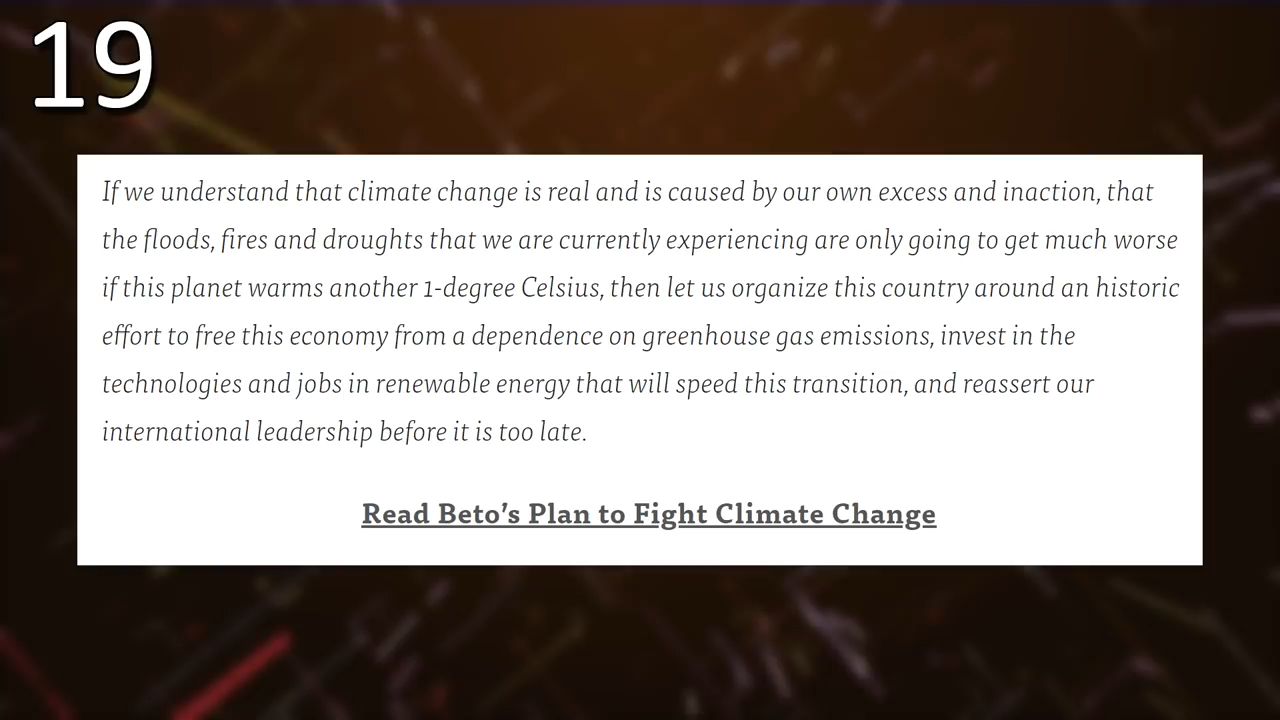 19
If we understand that climate change is real and is caused by our own excess and inaction, that
the floods, fires and droughts that we are currently experiencing are only going to get much worse
if this planet warms another 1-degree Celsius, then let us organize this country around an historic
effort to free this economy from a dependence on greenhouse gas emissions, invest in the
technologies and jobs in renewable energy that will speed this transition, and reassert our
international leadership before it is too late.
Read Beto’s Plan to Fight Climate Change